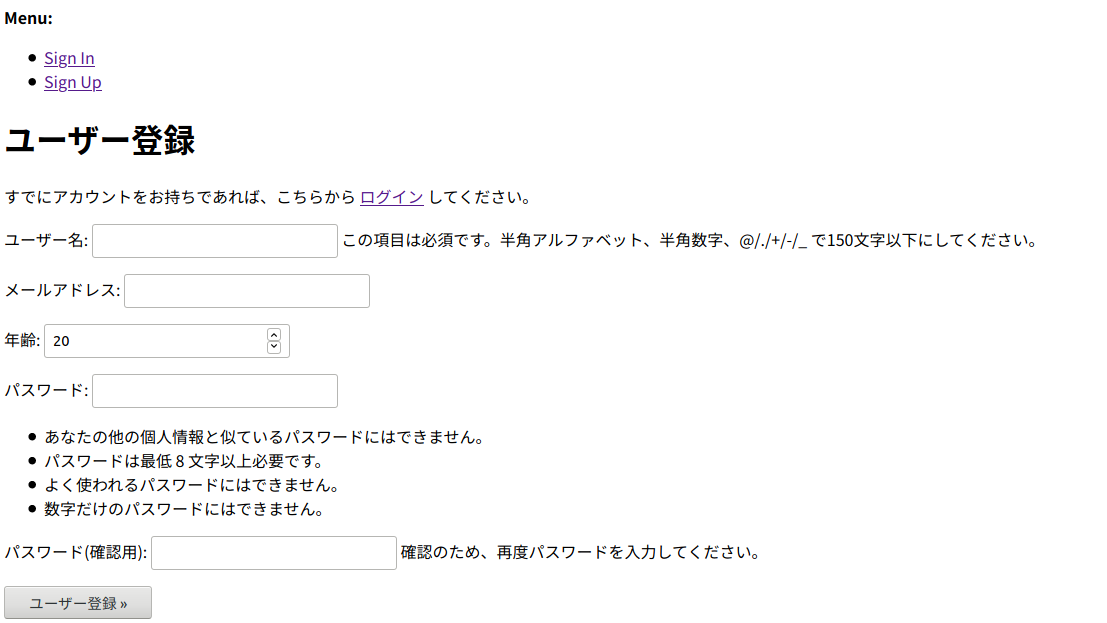 Menu:
Sign In
Sign Up
ユーザー登録
すでにアカウントをお持ちであれば、こちらから ログイン してください。
ユーザー名: この項目は必須です。半角アルファベット、半角数字、@/./+/-/_ で150文字以下にしてください。
メールアドレス:
年齢: 20
パスワード:
あなたの他の個人情報と似ているパスワードにはできません。
パスワードは最低 8 文字以上必要です。
よく使われるパスワードにはできません。
数字だけのパスワードにはできません。
パスワード(確認用): 確認のため、再度パスワードを入力してください。
ユーザー登録 »